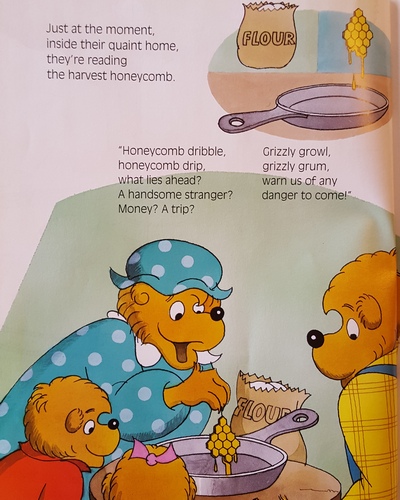 Just at the moment,
inside their quaint home,
they're reading
the harvest honeycomb.
FLOUR
"Honeycomb dribble,
honeycomb drip,
what lies ahead?
A handsome stranger?
Money? A trip?
Grizzly growl,
grizzly grum,
warn us of any
danger to come!"
FLOUR